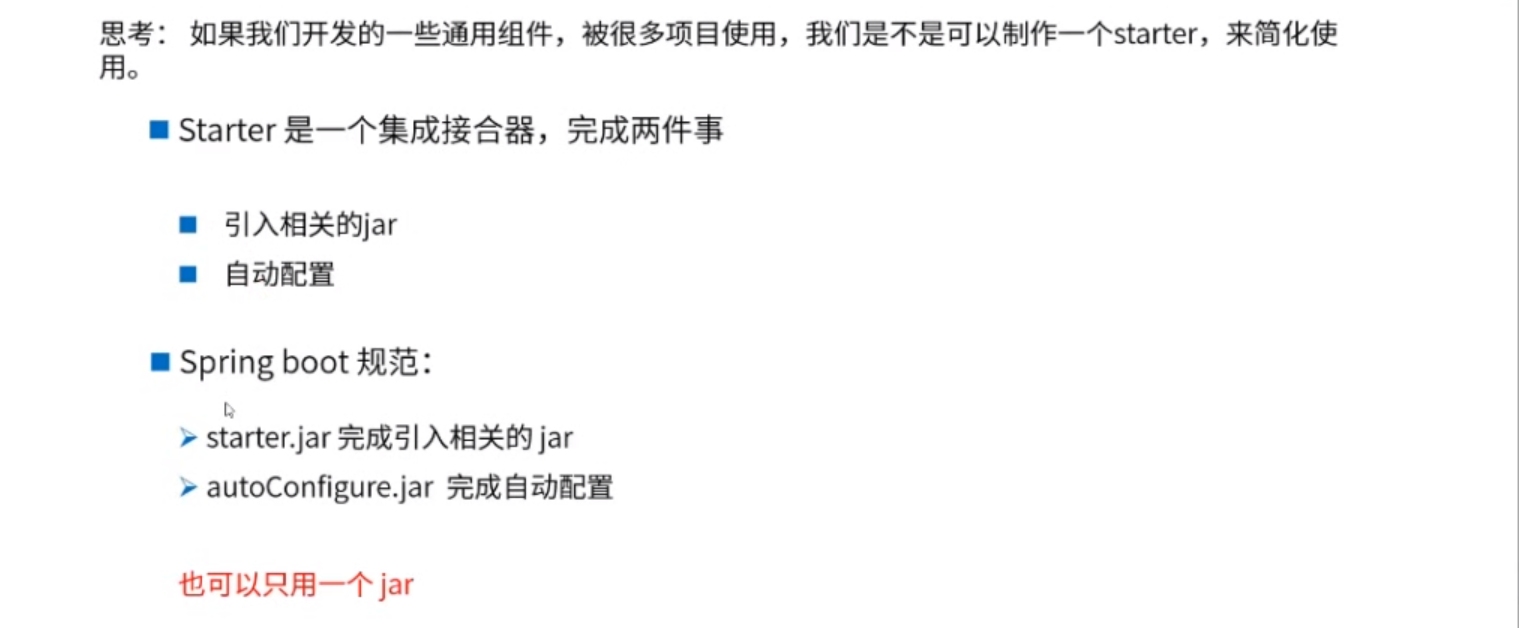 思考： 如果我们开发的一些通用组件，被很多项目使用，我们是不是可以制作一个starter，来简化使
用。
Starter 是一个集成接合器，完成两件事
引入相关的jar
自动配置
Spring boot 规范：
starter.jar 完成引入相关的 jar
autoConfigure.jar 完成自动配置
也可以只用一个 jar